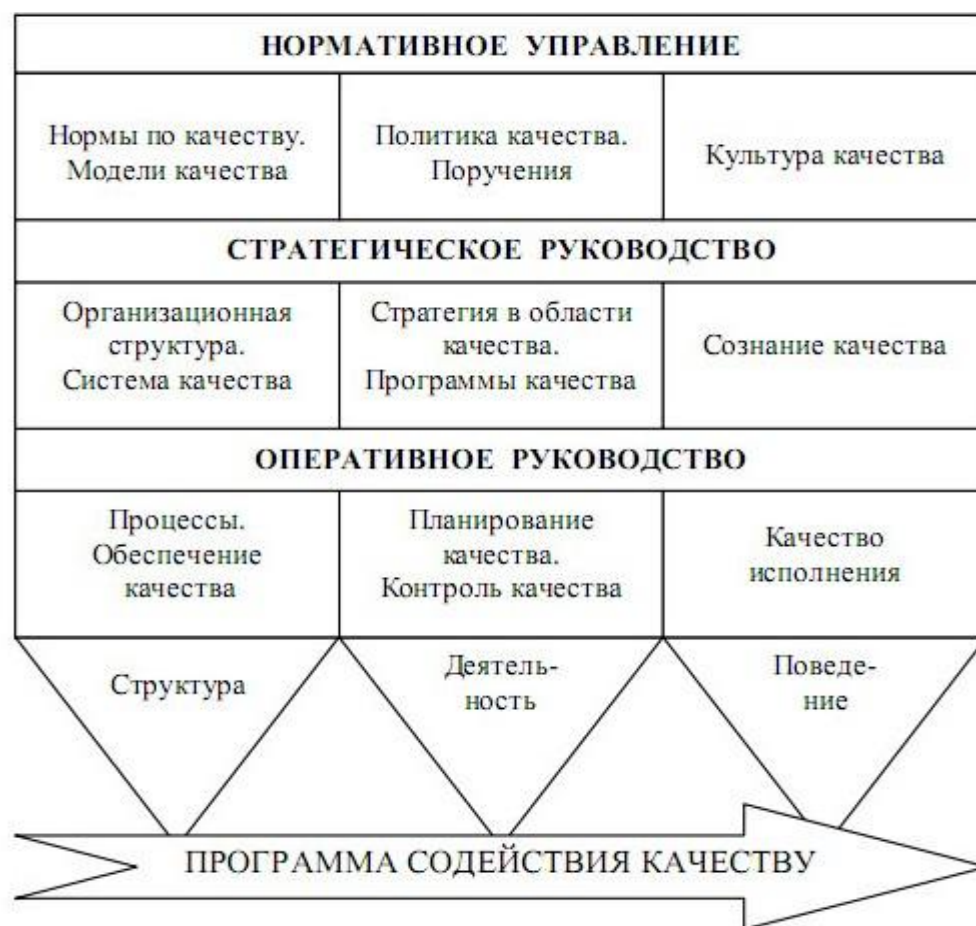 НОРМАТИВНОЕ УПРАВЛЕНИЕ
Нормы по качеству.
Модели качества
Политика качества.
Поручения
Культура качества
СТРАТЕГИЧЕСКОЕ РУКОВОДСТВО
Организационная
структура.
Система качества
Стратегия в области
качества.
Программы качества
Сознание качества
ОПЕРАТИВНОЕ РУКОВОДСТВО
Процессы.
Обеспечение
качества
Планирование
качества.
Контроль качества
Качество
исполнения
Структура
Деятель-
ность
Поведе-
ние
ПРОГРАММА СОДЕЙСТВИЯ КАЧЕСТВУ